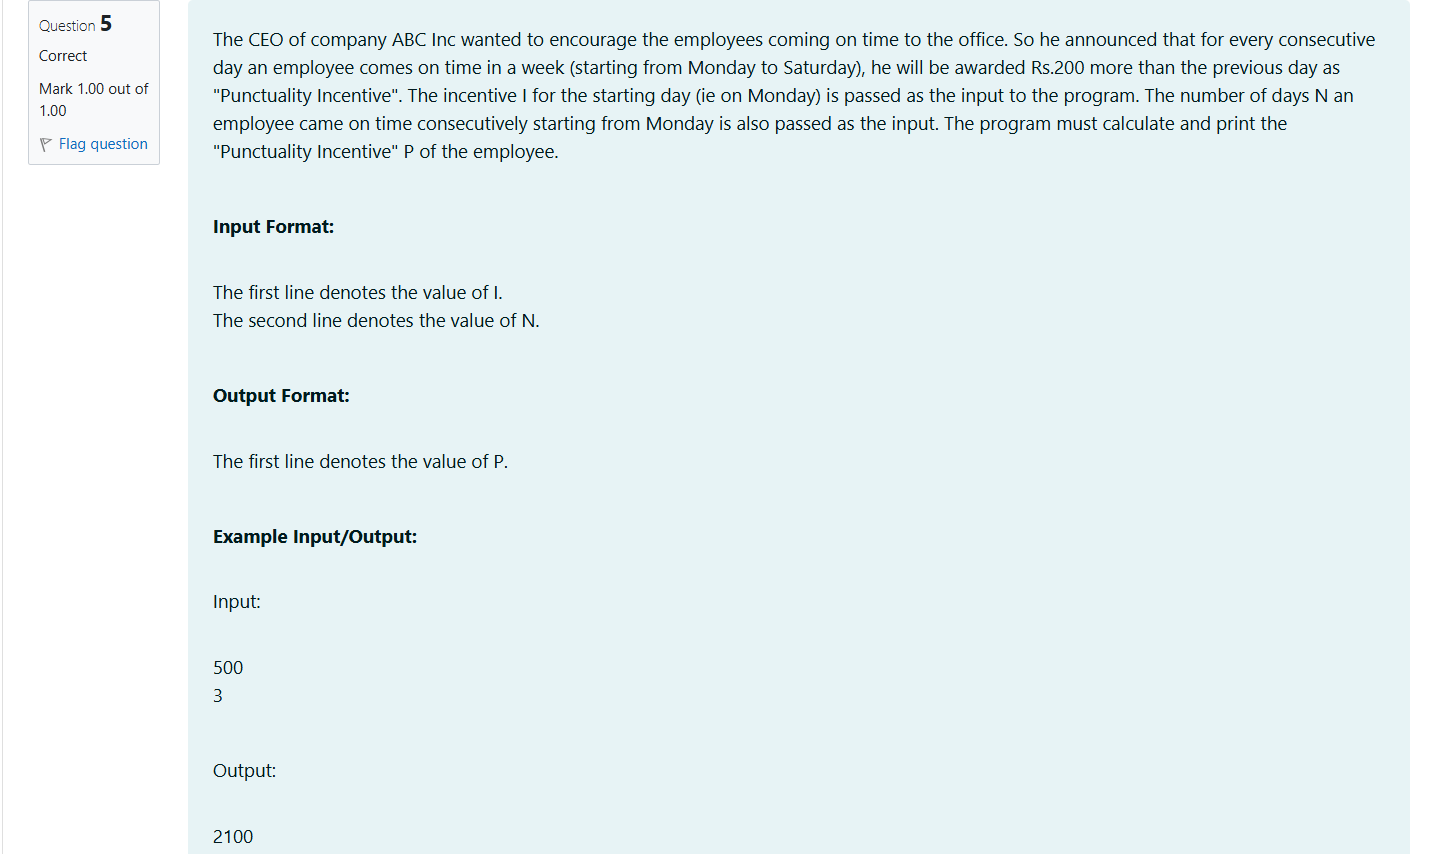 Question 5
Correct
Mark 1.00 out of
1.00
Flag question
The CEO of company ABC Inc wanted to encourage the employees coming on time to the office. So he announced that for every consecutive
day an employee comes on time in a week (starting from Monday to Saturday), he will be awarded Rs.200 more than the previous day as
"Punctuality Incentive". The incentive I for the starting day (ie on Monday) is passed as the input to the program. The number of days N an
employee came on time consecutively starting from Monday is also passed as the input. The program must calculate and print the
"Punctuality Incentive" P of the employee.
Input Format:
The first line denotes the value of I.
The second line denotes the value of N.
Output Format:
The first line denotes the value of P.
Example Input/Output:
Input:
500
3
Output:
2100